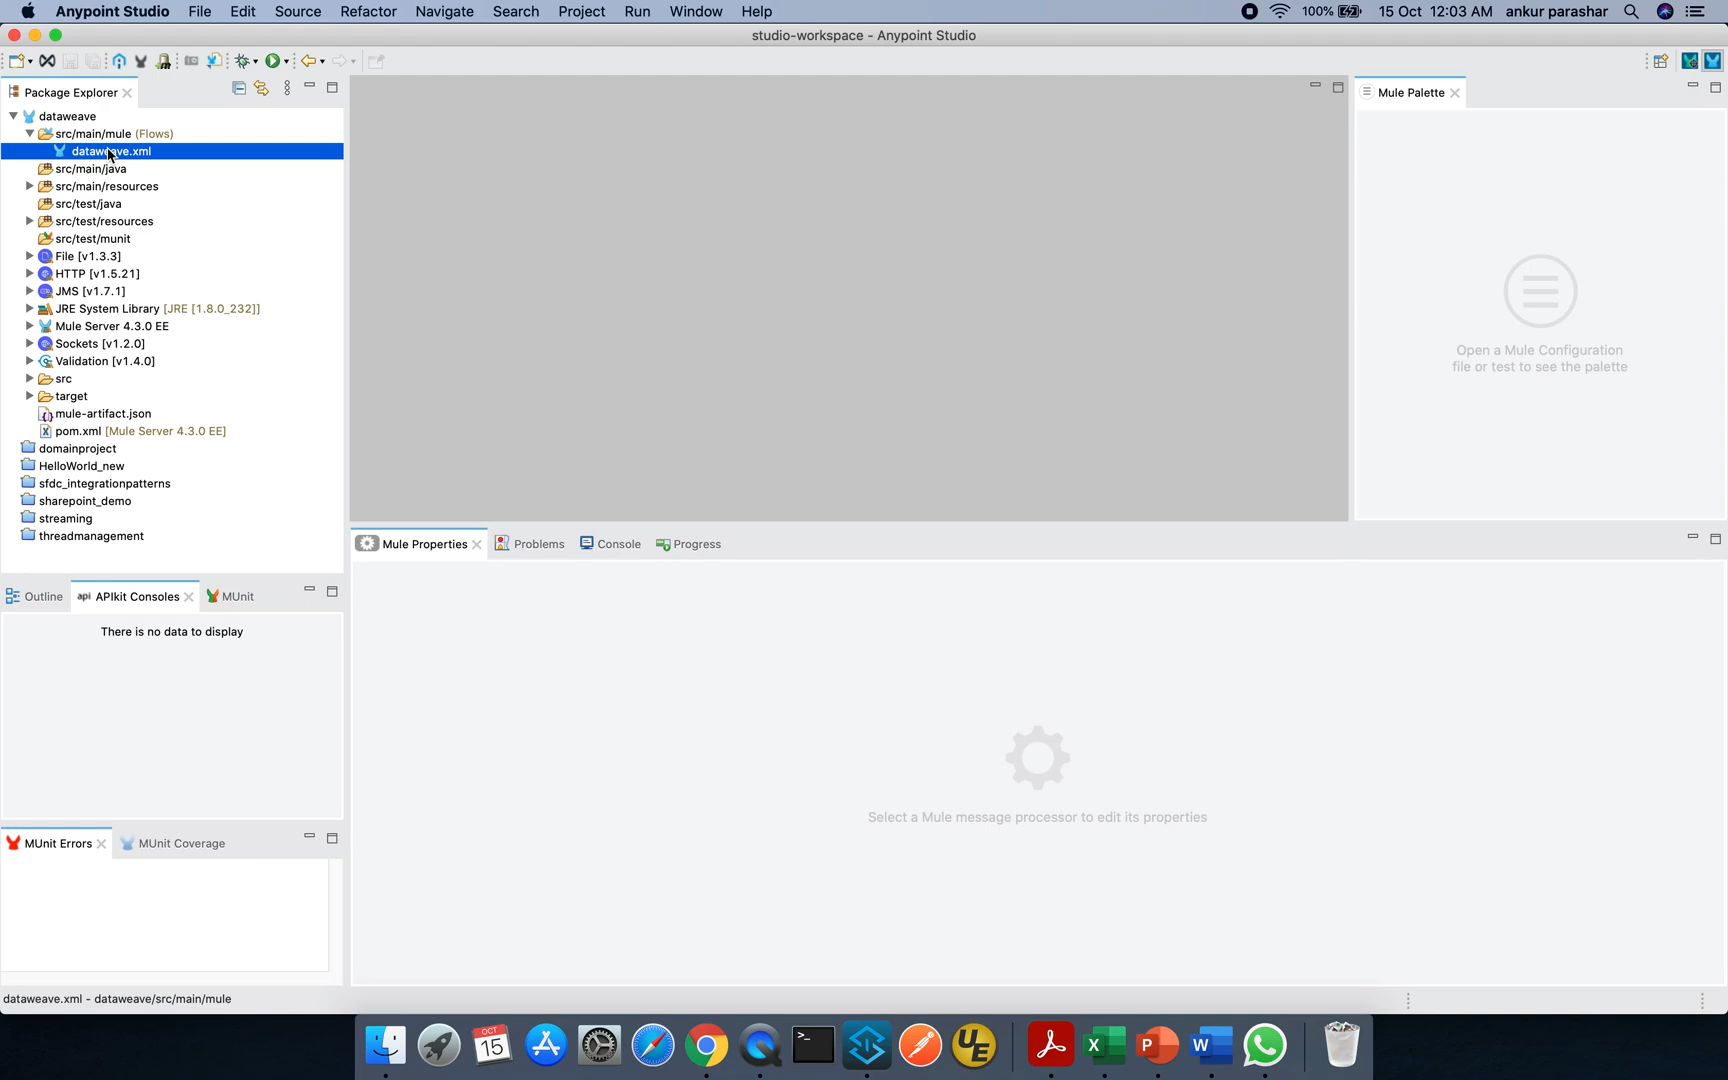 Anypoint Studio File Edit Source Refactor Navigate Search Project Run Window Help 100% 15 Oct 12:03 AM ankur parashar
studio-workspace - Anypoint Studio
Package Explorer
dataweave
src/main/mule (Flows)
dataweave.xml
src/main/java
src/main/resources
src/test/java
src/test/resources
src/test/munit
File [v1.3.3]
HTTP [v1.5.21]
JMS [v1.7.1]
JRE System Library [JRE [1.8.0_232]]
Mule Server 4.3.0 EE
Sockets [v1.2.0]
Validation [v1.4.0]
src
target
mule-artifact.json
pom.xml [Mule Server 4.3.0 EE]
domainproject
HelloWorld_new
sfdc_integrationpatterns
sharepoint_demo
streaming
threadmanagement
Mule Palette
Open a Mule Configuration
file or test to see the palette
Mule Properties Problems Console Progress
Select a Mule message processor to edit its properties
Outline api APIkit Consoles MUnit
There is no data to display
MUnit Errors MUnit Coverage
dataweave.xml - dataweave/src/main/mule
OCT
15
>_
UE
X
P
W